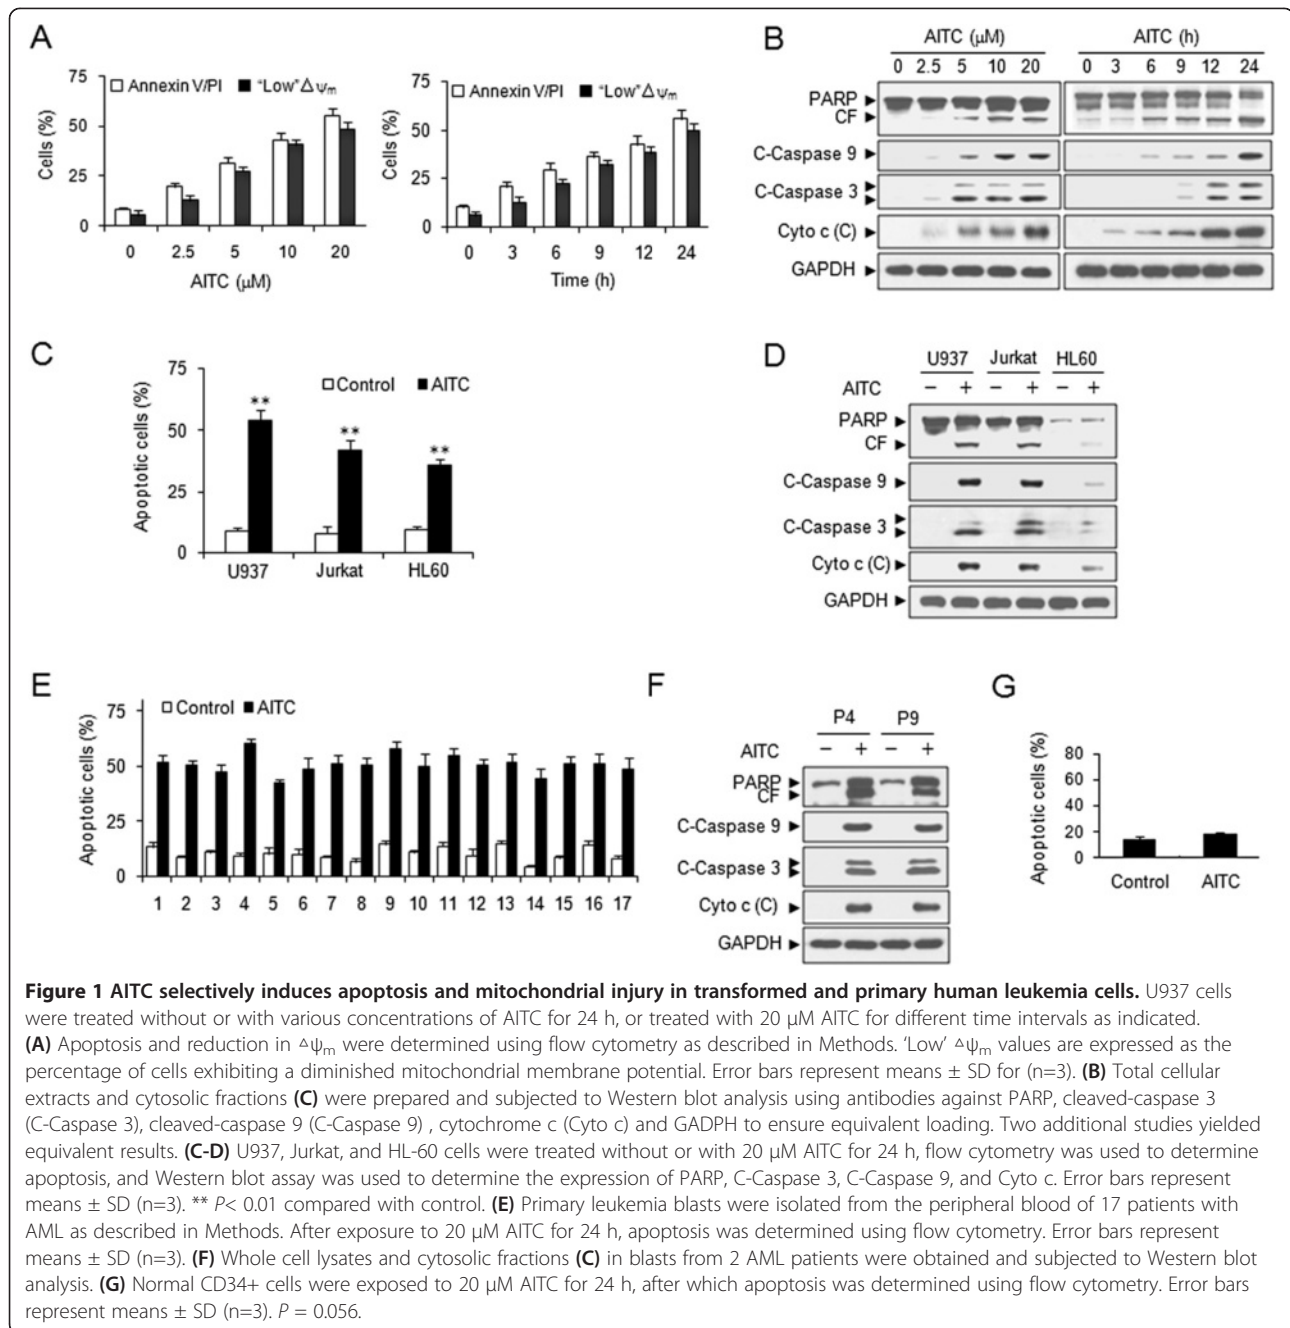 A
75
50
25
0
Cells (%)
Annexin V/PI "Low"Δψm
0 2.5 5 10 20
AITC (μM)
75
50
25
0
Cells (%)
Annexin V/PI "Low"Δψm
0 3 6 9 12 24
Time (h)
B
AITC (μM) AITC (h)
0 2.5 5 10 20 0 3 6 9 12 24
PARP
CF
C-Caspase 9
C-Caspase 3
Cyto c (C)
GAPDH
C
75
50
25
0
Apoptotic cells (%)
Control AITC
** ** **
U937 Jurkat HL60
D
U937 Jurkat HL60
AITC − + − + − +
PARP
CF
C-Caspase 9
C-Caspase 3
Cyto c (C)
GAPDH
E
75
50
25
0
Apoptotic cells (%)
Control AITC
1 2 3 4 5 6 7 8 9 10 11 12 13 14 15 16 17
F
P4 P9
AITC − + − +
PARP
CF
C-Caspase 9
C-Caspase 3
Cyto c (C)
GAPDH
G
80
60
40
20
0
Apoptotic cells (%)
Control AITC
Figure 1 AITC selectively induces apoptosis and mitochondrial injury in transformed and primary human leukemia cells. U937 cells
were treated without or with various concentrations of AITC for 24 h, or treated with 20 μM AITC for different time intervals as indicated.
(A) Apoptosis and reduction in △ψm were determined using flow cytometry as described in Methods. 'Low' △ψm values are expressed as the
percentage of cells exhibiting a diminished mitochondrial membrane potential. Error bars represent means ± SD for (n=3). (B) Total cellular
extracts and cytosolic fractions (C) were prepared and subjected to Western blot analysis using antibodies against PARP, cleaved-caspase 3
(C-Caspase 3), cleaved-caspase 9 (C-Caspase 9) , cytochrome c (Cyto c) and GADPH to ensure equivalent loading. Two additional studies yielded
equivalent results. (C-D) U937, Jurkat, and HL-60 cells were treated without or with 20 μM AITC for 24 h, flow cytometry was used to determine
apoptosis, and Western blot assay was used to determine the expression of PARP, C-Caspase 3, C-Caspase 9, and Cyto c. Error bars represent
means ± SD (n=3). ** P< 0.01 compared with control. (E) Primary leukemia blasts were isolated from the peripheral blood of 17 patients with
AML as described in Methods. After exposure to 20 μM AITC for 24 h, apoptosis was determined using flow cytometry. Error bars represent
means ± SD (n=3). (F) Whole cell lysates and cytosolic fractions (C) in blasts from 2 AML patients were obtained and subjected to Western blot
analysis. (G) Normal CD34+ cells were exposed to 20 μM AITC for 24 h, after which apoptosis was determined using flow cytometry. Error bars
represent means ± SD (n=3). P = 0.056.